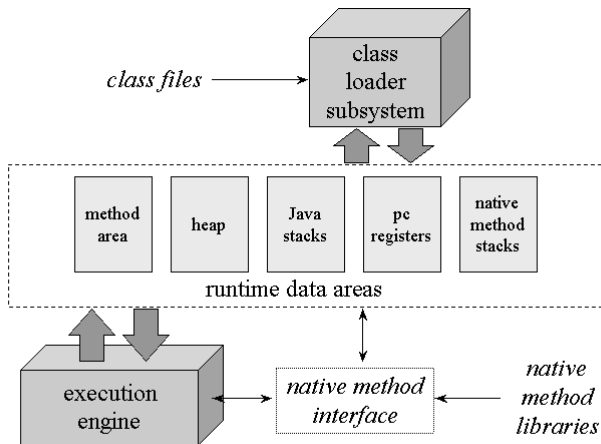 class
loader
subsystem
class files
method
area
heap
Java
stacks
pc
registers
native
method
stacks
runtime data areas
execution
engine
native method
interface
native
method
libraries